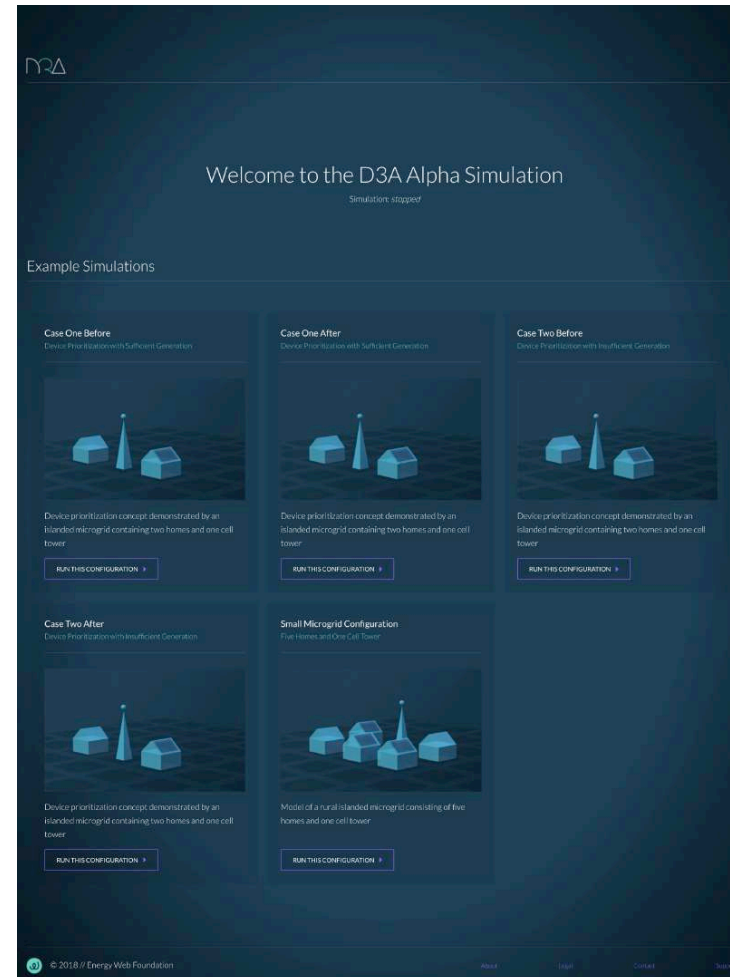 D3A
Welcome to the D3A Alpha Simulation
Simulation: stopped
Example Simulations
Case One Before
Device Prioritization with Sufficient Generation
Device prioritization concept demonstrated by an
islanded microgrid containing two homes and one cell
tower
RUN THIS CONFIGURATION
Case One After
Device Prioritization with Sufficient Generation
Device prioritization concept demonstrated by an
islanded microgrid containing two homes and one cell
tower
RUN THIS CONFIGURATION
Case Two Before
Device Prioritization with Insufficient Generation
Device prioritization concept demonstrated by an
islanded microgrid containing two homes and one cell
tower
RUN THIS CONFIGURATION
Case Two After
Device Prioritization with Insufficient Generation
Device prioritization concept demonstrated by an
islanded microgrid containing two homes and one cell
tower
RUN THIS CONFIGURATION
Small Microgrid Configuration
Five Homes and One Cell Tower
Model of a rural islanded microgrid consisting of five
homes and one cell tower
RUN THIS CONFIGURATION
© 2018 // Energy Web Foundation
About
Legal
Contact